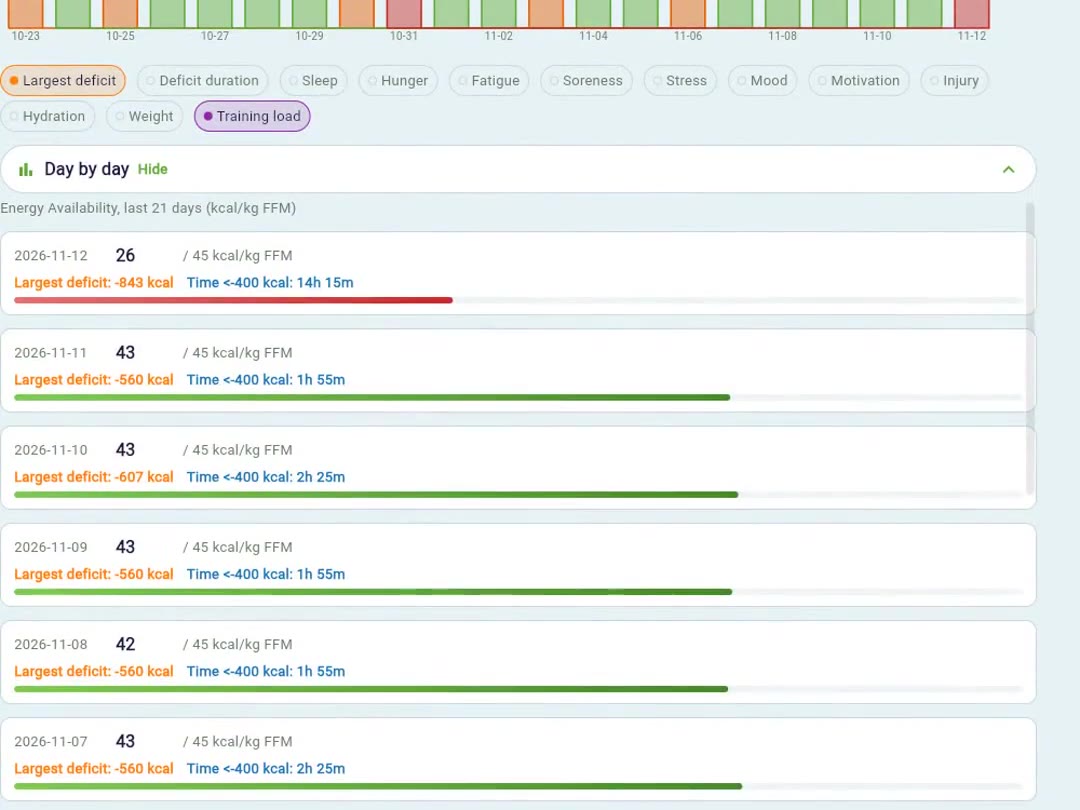 10-23 10-25 10-27 10-29 10-31 11-02 11-04 11-06 11-08 11-10 11-12
Largest deficit Deficit duration Sleep Hunger Fatigue Soreness Stress Mood Motivation Injury
Hydration Weight Training load
Day by day Hide
Energy Availability, last 21 days (kcal/kg FFM)
2026-11-12 26 / 45 kcal/kg FFM
Largest deficit: -843 kcal Time <-400 kcal: 14h 15m
2026-11-11 43 / 45 kcal/kg FFM
Largest deficit: -560 kcal Time <-400 kcal: 1h 55m
2026-11-10 43 / 45 kcal/kg FFM
Largest deficit: -607 kcal Time <-400 kcal: 2h 25m
2026-11-09 43 / 45 kcal/kg FFM
Largest deficit: -560 kcal Time <-400 kcal: 1h 55m
2026-11-08 42 / 45 kcal/kg FFM
Largest deficit: -560 kcal Time <-400 kcal: 1h 55m
2026-11-07 43 / 45 kcal/kg FFM
Largest deficit: -560 kcal Time <-400 kcal: 2h 25m